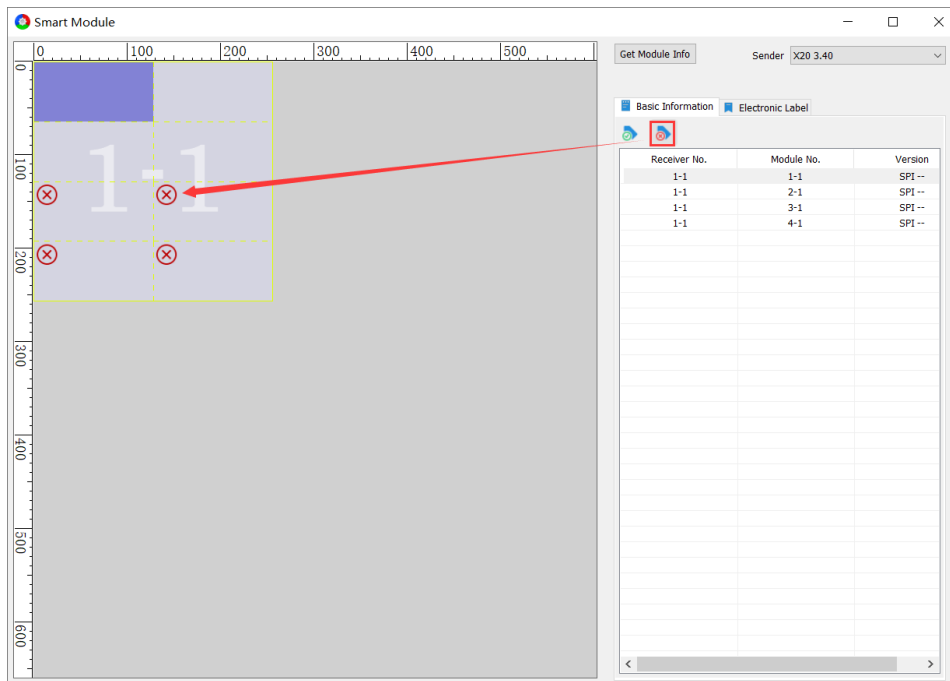 Smart Module
0 100 200 300 400 500
Get Module Info Sender X20 3.40
Basic Information Electronic Label
Receiver No. Module No. Version
1-1 1-1 SPI --
1-1 2-1 SPI --
1-1 3-1 SPI --
1-1 4-1 SPI --
0
100
200
300
400
500
600
1-1